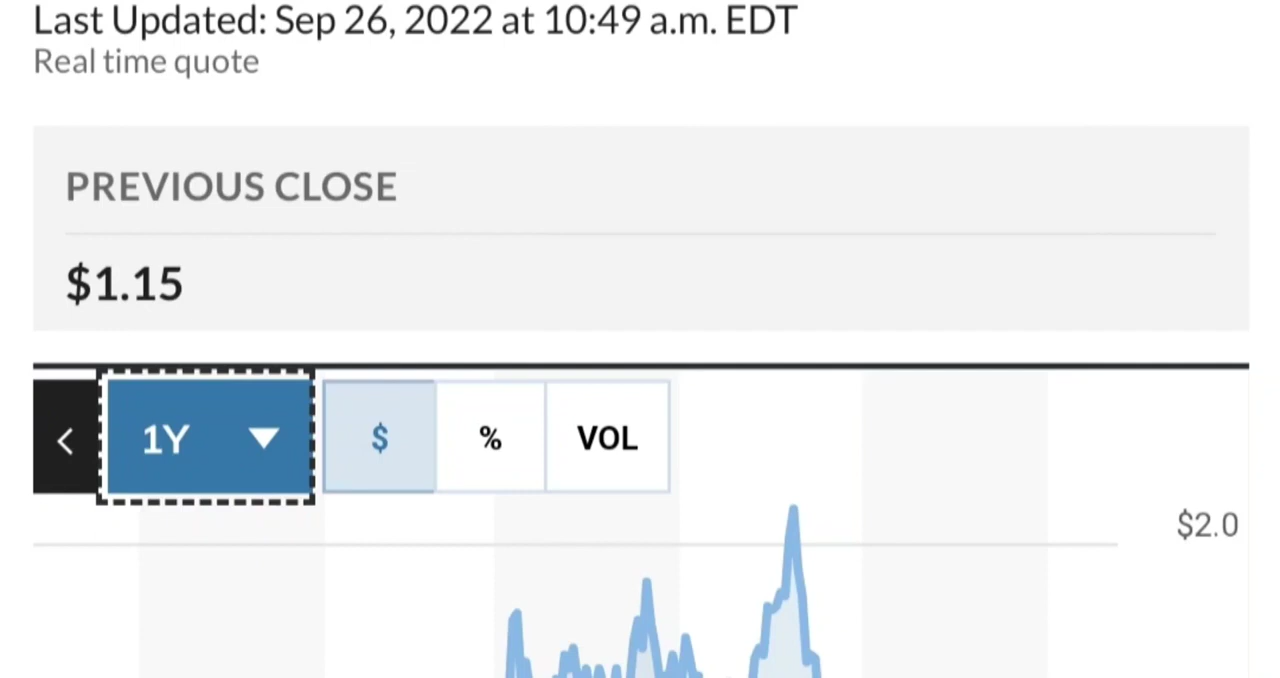 Last Updated: Sep 26, 2022 at 10:49 a.m. EDT
Real time quote
PREVIOUS CLOSE
$1.15
1Y $ % VOL
$2.0